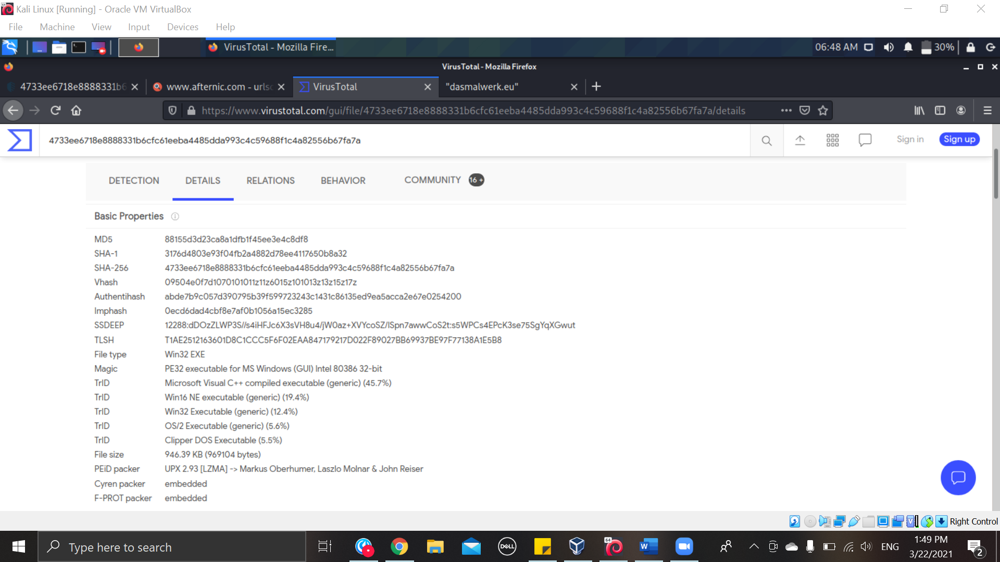 Kali Linux [Running] - Oracle VM VirtualBox
File Machine View Input Devices Help
VirusTotal - Mozilla Fire... 06:48 AM 30%
VirusTotal - Mozilla Firefox
4733ee6718e8888331b6 www.afternic.com - urlsc VirusTotal "dasmalwerk.eu"
https://www.virustotal.com/gui/file/4733ee6718e8888331b6cfc61eeba4485dda993c4c59688f1c4a82556b67fa7a/details
4733ee6718e8888331b6cfc61eeba4485dda993c4c59688f1c4a82556b67fa7a Sign in Sign up
DETECTION DETAILS RELATIONS BEHAVIOR COMMUNITY 16 +
Basic Properties
MD5 88155d3d23ca8a1dfb1f45ee3e4c8df8
SHA-1 3176d4803e93f04fb2a4882d78ee4117650b8a32
SHA-256 4733ee6718e8888331b6cfc61eeba4485dda993c4c59688f1c4a82556b67fa7a
Vhash 09504e0f7d1070101011z11z6015z101013z13z15z17z
Authentihash abde7b9c057d390795b39f599723243c1431c86135ed9ea5acca2e67e0254200
Imphash 0ecd6dad4cbf8e7af0b1056a15ec3285
SSDEEP 12288:dDOzZLWP3S//s4iHFJc6X3sVH8u4/jW0az+XVYcoSZ/ISpn7awwCoS2t:s5WPCs4EPcK3se75SgYqXGwut
TLSH T1AE2512163601D8C1CCC5F6F02EAA847179217D022F89027BB69937BE97F77138A1E5B8
File type Win32 EXE
Magic PE32 executable for MS Windows (GUI) Intel 80386 32-bit
TrID Microsoft Visual C++ compiled executable (generic) (45.7%)
TrID Win16 NE executable (generic) (19.4%)
TrID Win32 Executable (generic) (12.4%)
TrID OS/2 Executable (generic) (5.6%)
TrID Clipper DOS Executable (5.5%)
File size 946.39 KB (969104 bytes)
PEiD packer UPX 2.93 [LZMA] -> Markus Oberhumer, Laszlo Molnar & John Reiser
Cyren packer embedded
F-PROT packer embedded
Right Control
Type here to search DELL 64 W ENG 1:49 PM
3/22/2021 2